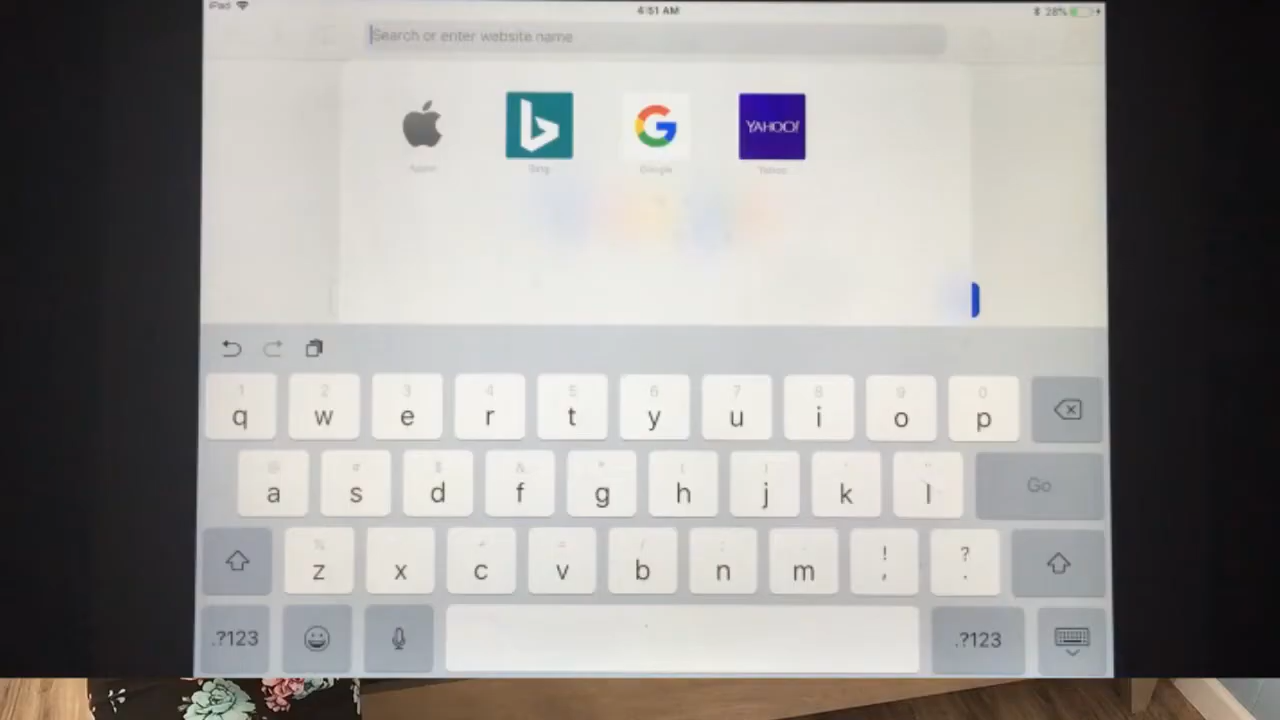 iPad 4:51 AM 28%
Search or enter website name
YAHOO!
Apple Bing Google Yahoo
1 2 3 4 5 6 7 8 9 0
q w e r t y u i o p
@ # $ & * ( ) ' "
a s d f g h j k l Go
% - + = / ; : ! ?
z x c v b n m , .
.?123 .?123